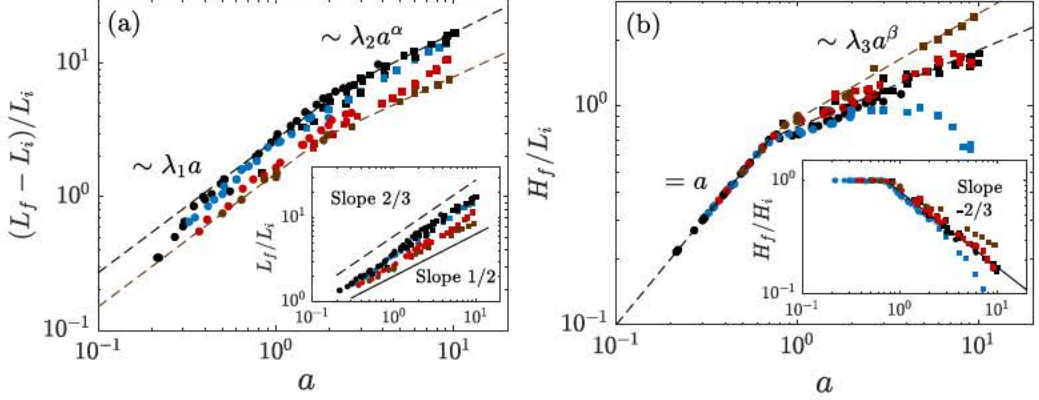 (a)
∼ λ₂a^α
∼ λ₁a
(L_f − L_i)/L_i
10¹
10⁰
10⁻¹
10⁻¹
10⁰
10¹
a
Slope 2/3
Slope 1/2
L_f/L_i
10¹
10⁰
10⁻¹
10⁰
10¹
(b)
∼ λ₃a^β
= a
H_f/L_i
10⁰
10⁻¹
10⁻¹
10⁰
10¹
a
Slope
-2/3
H_f/H_i
10⁰
10⁻¹
10⁻¹
10⁰
10¹